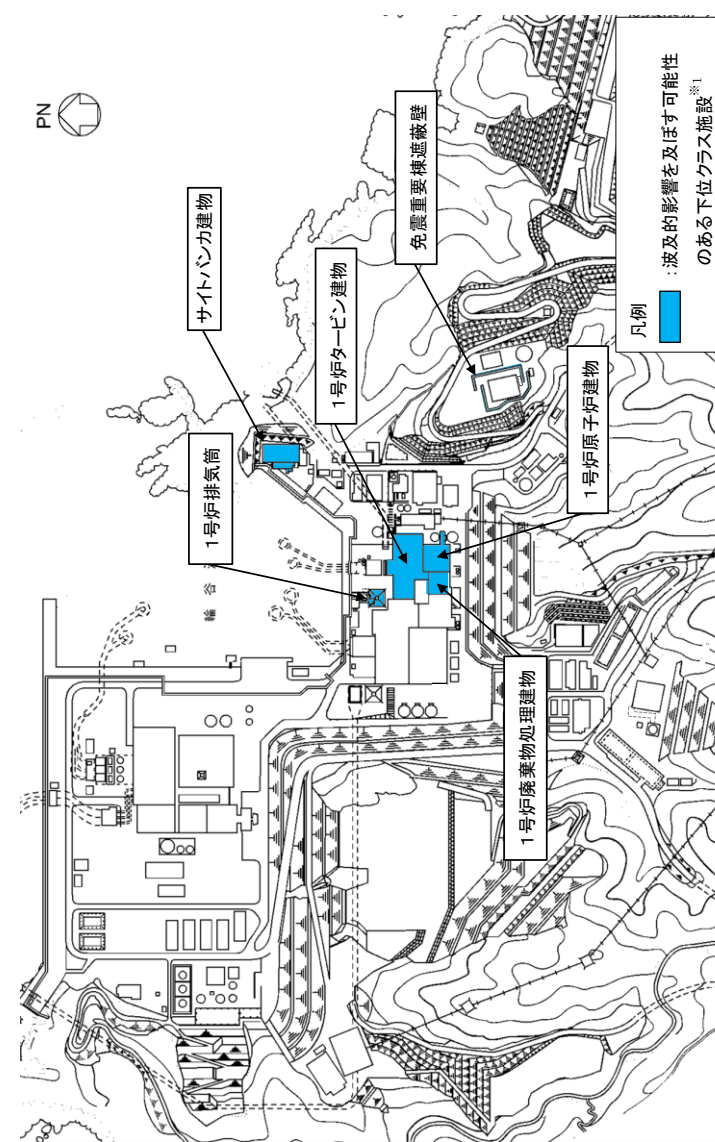 PN
サイトバンカ建物
1号炉排気筒
1号炉タービン建物
免震重要棟遮蔽壁
1号炉原子炉建物
1号炉廃棄物処理建物
輪谷
凡例
:波及的影響を及ぼす可能性
のある下位クラス施設※1